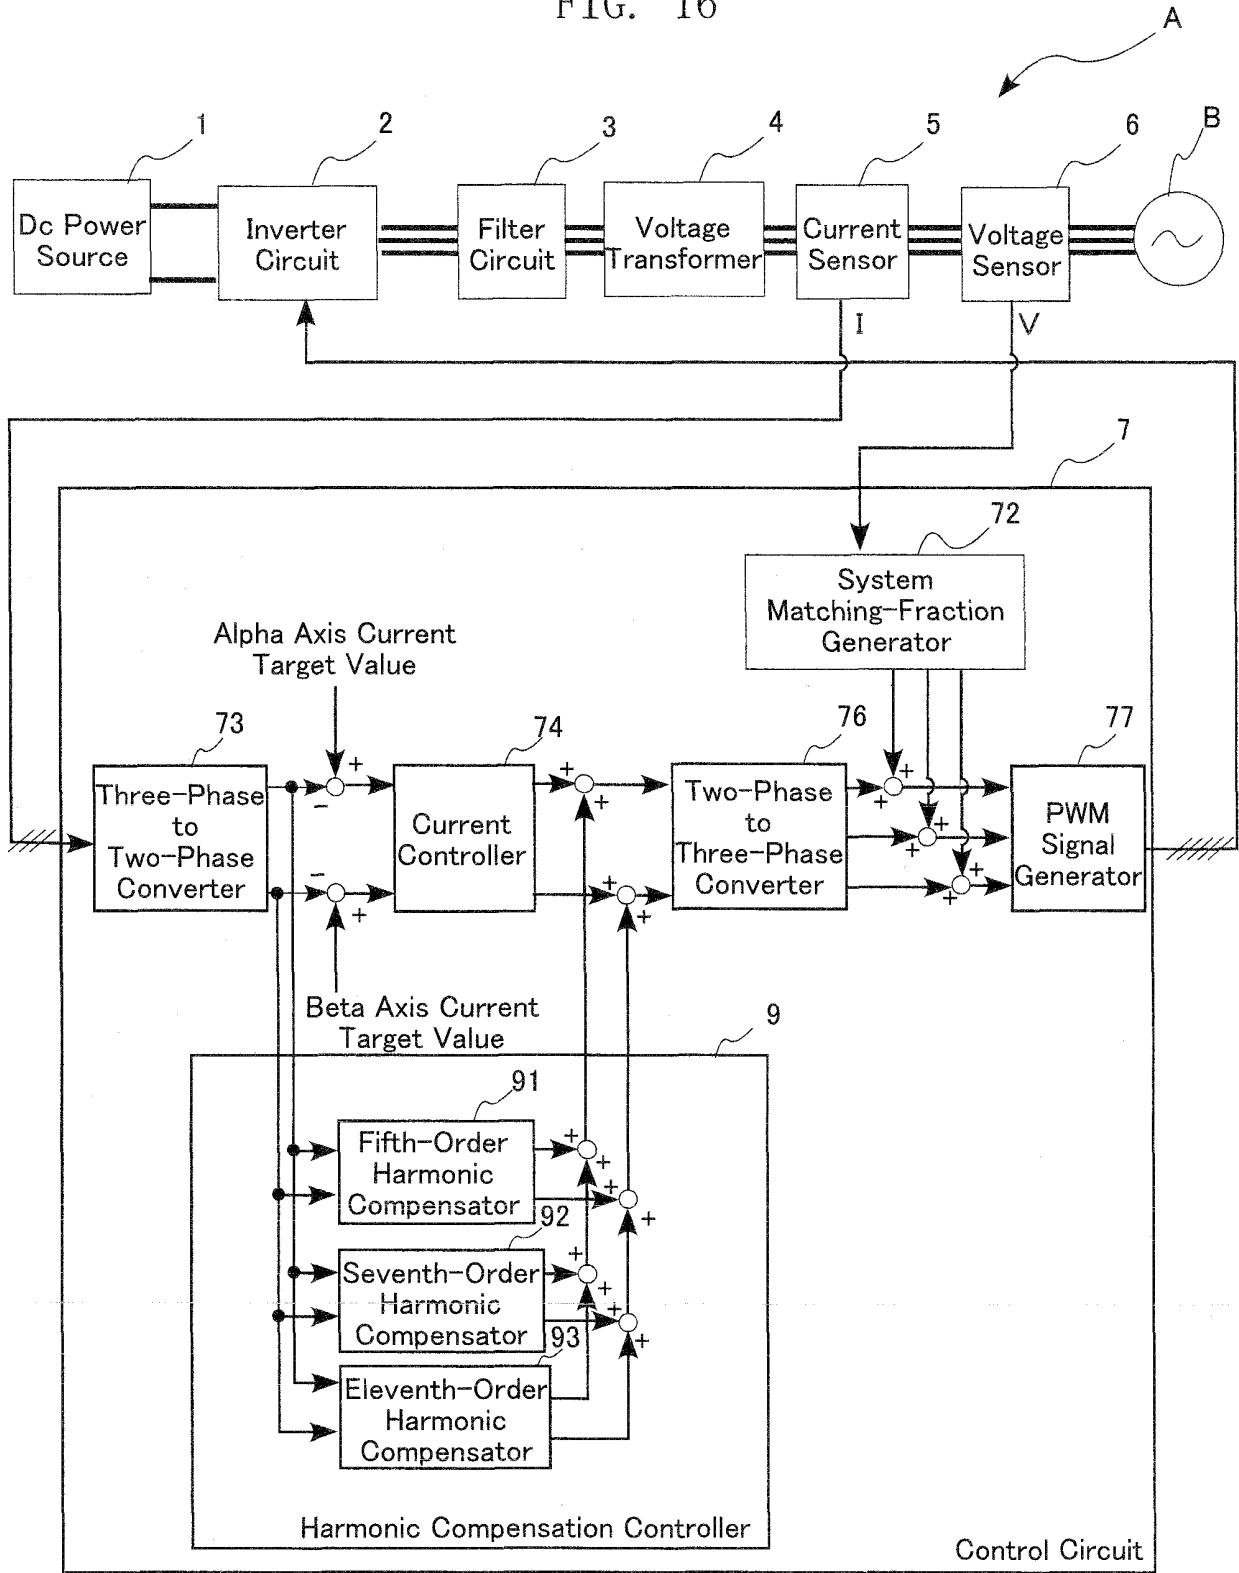 FIG. 16
A
1
2
3
4
5
6
B
Dc Power
Source
Inverter
Circuit
Filter
Circuit
Voltage
Transformer
Current
Sensor
Voltage
Sensor
I
V
7
72
System
Matching-Fraction
Generator
Alpha Axis Current
Target Value
73
74
76
77
Three-Phase
to
Two-Phase
Converter
+
−
−
+
Current
Controller
+
+
+
+
Two-Phase
to
Three-Phase
Converter
+
+
+
+
+
+
PWM
Signal
Generator
Beta Axis Current
Target Value
9
91
Fifth-Order
Harmonic
Compensator
+
+
+
+
92
Seventh-Order
Harmonic
Compensator
+
+
+
+
93
Eleventh-Order
Harmonic
Compensator
Harmonic Compensation Controller
Control Circuit